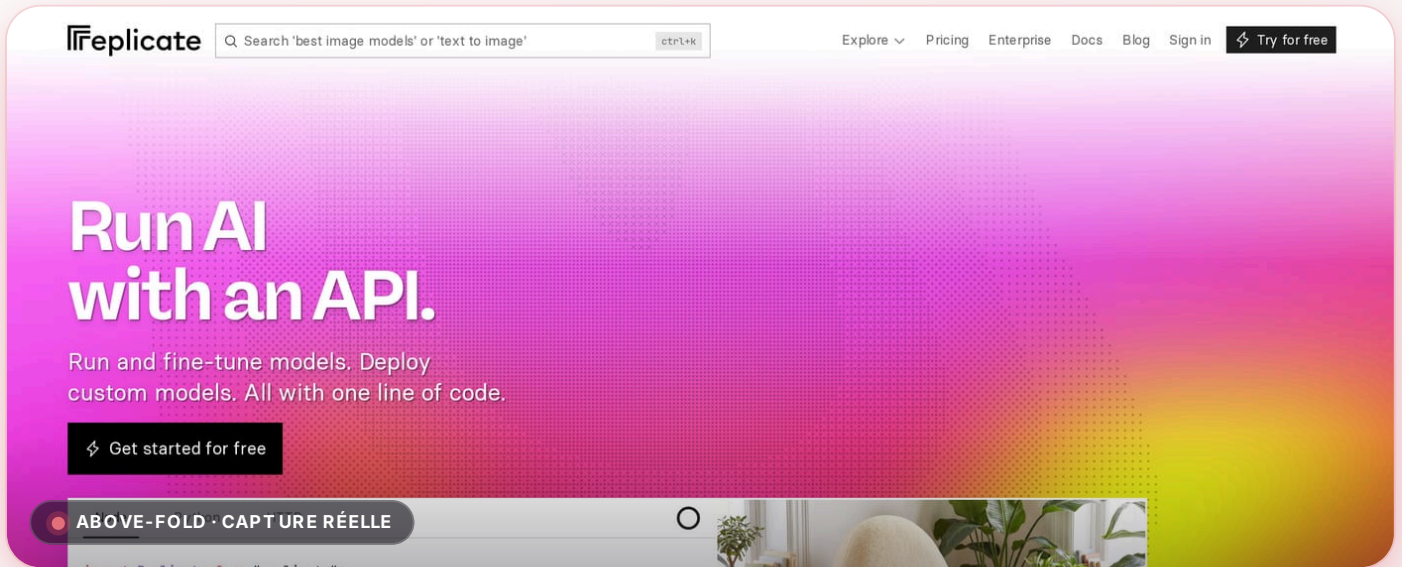 Replicate
Search 'best image models' or 'text to image'
ctrl+k
Explore
Pricing
Enterprise
Docs
Blog
Sign in
Try for free
Run AI
with an API.
Run and fine-tune models. Deploy
custom models. All with one line of code.
Get started for free
ABOVE-FOLD · CAPTURE RÉELLE